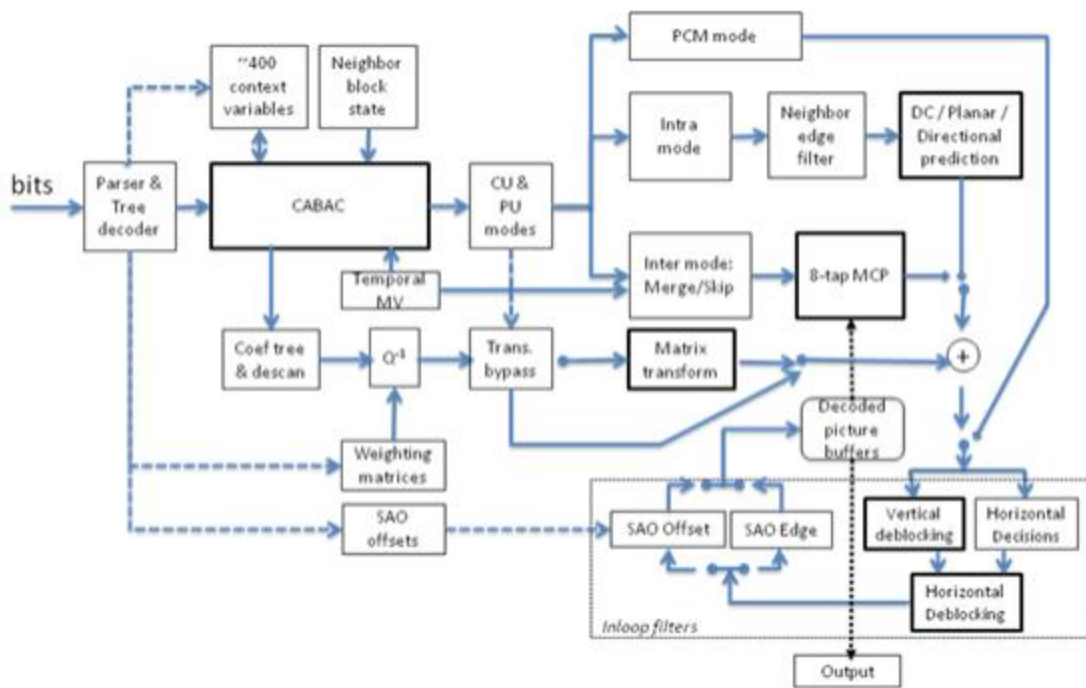 PCM mode
~400
context
variables
Neighbor
block
state
Intra
mode
Neighbor
edge
filter
DC / Planar /
Directional
prediction
bits
Parser &
Tree
decoder
CABAC
CU &
PU
modes
Temporal
MV
Inter mode:
Merge/Skip
8-tap MCP
Coef tree
& descan
Q⁻¹
Trans.
bypass
Matrix
transform
+
Decoded
picture
buffers
Weighting
matrices
SAO
offsets
SAO Offset
SAO Edge
Vertical
deblocking
Horizontal
Decisions
Horizontal
Deblocking
Inloop filters
Output